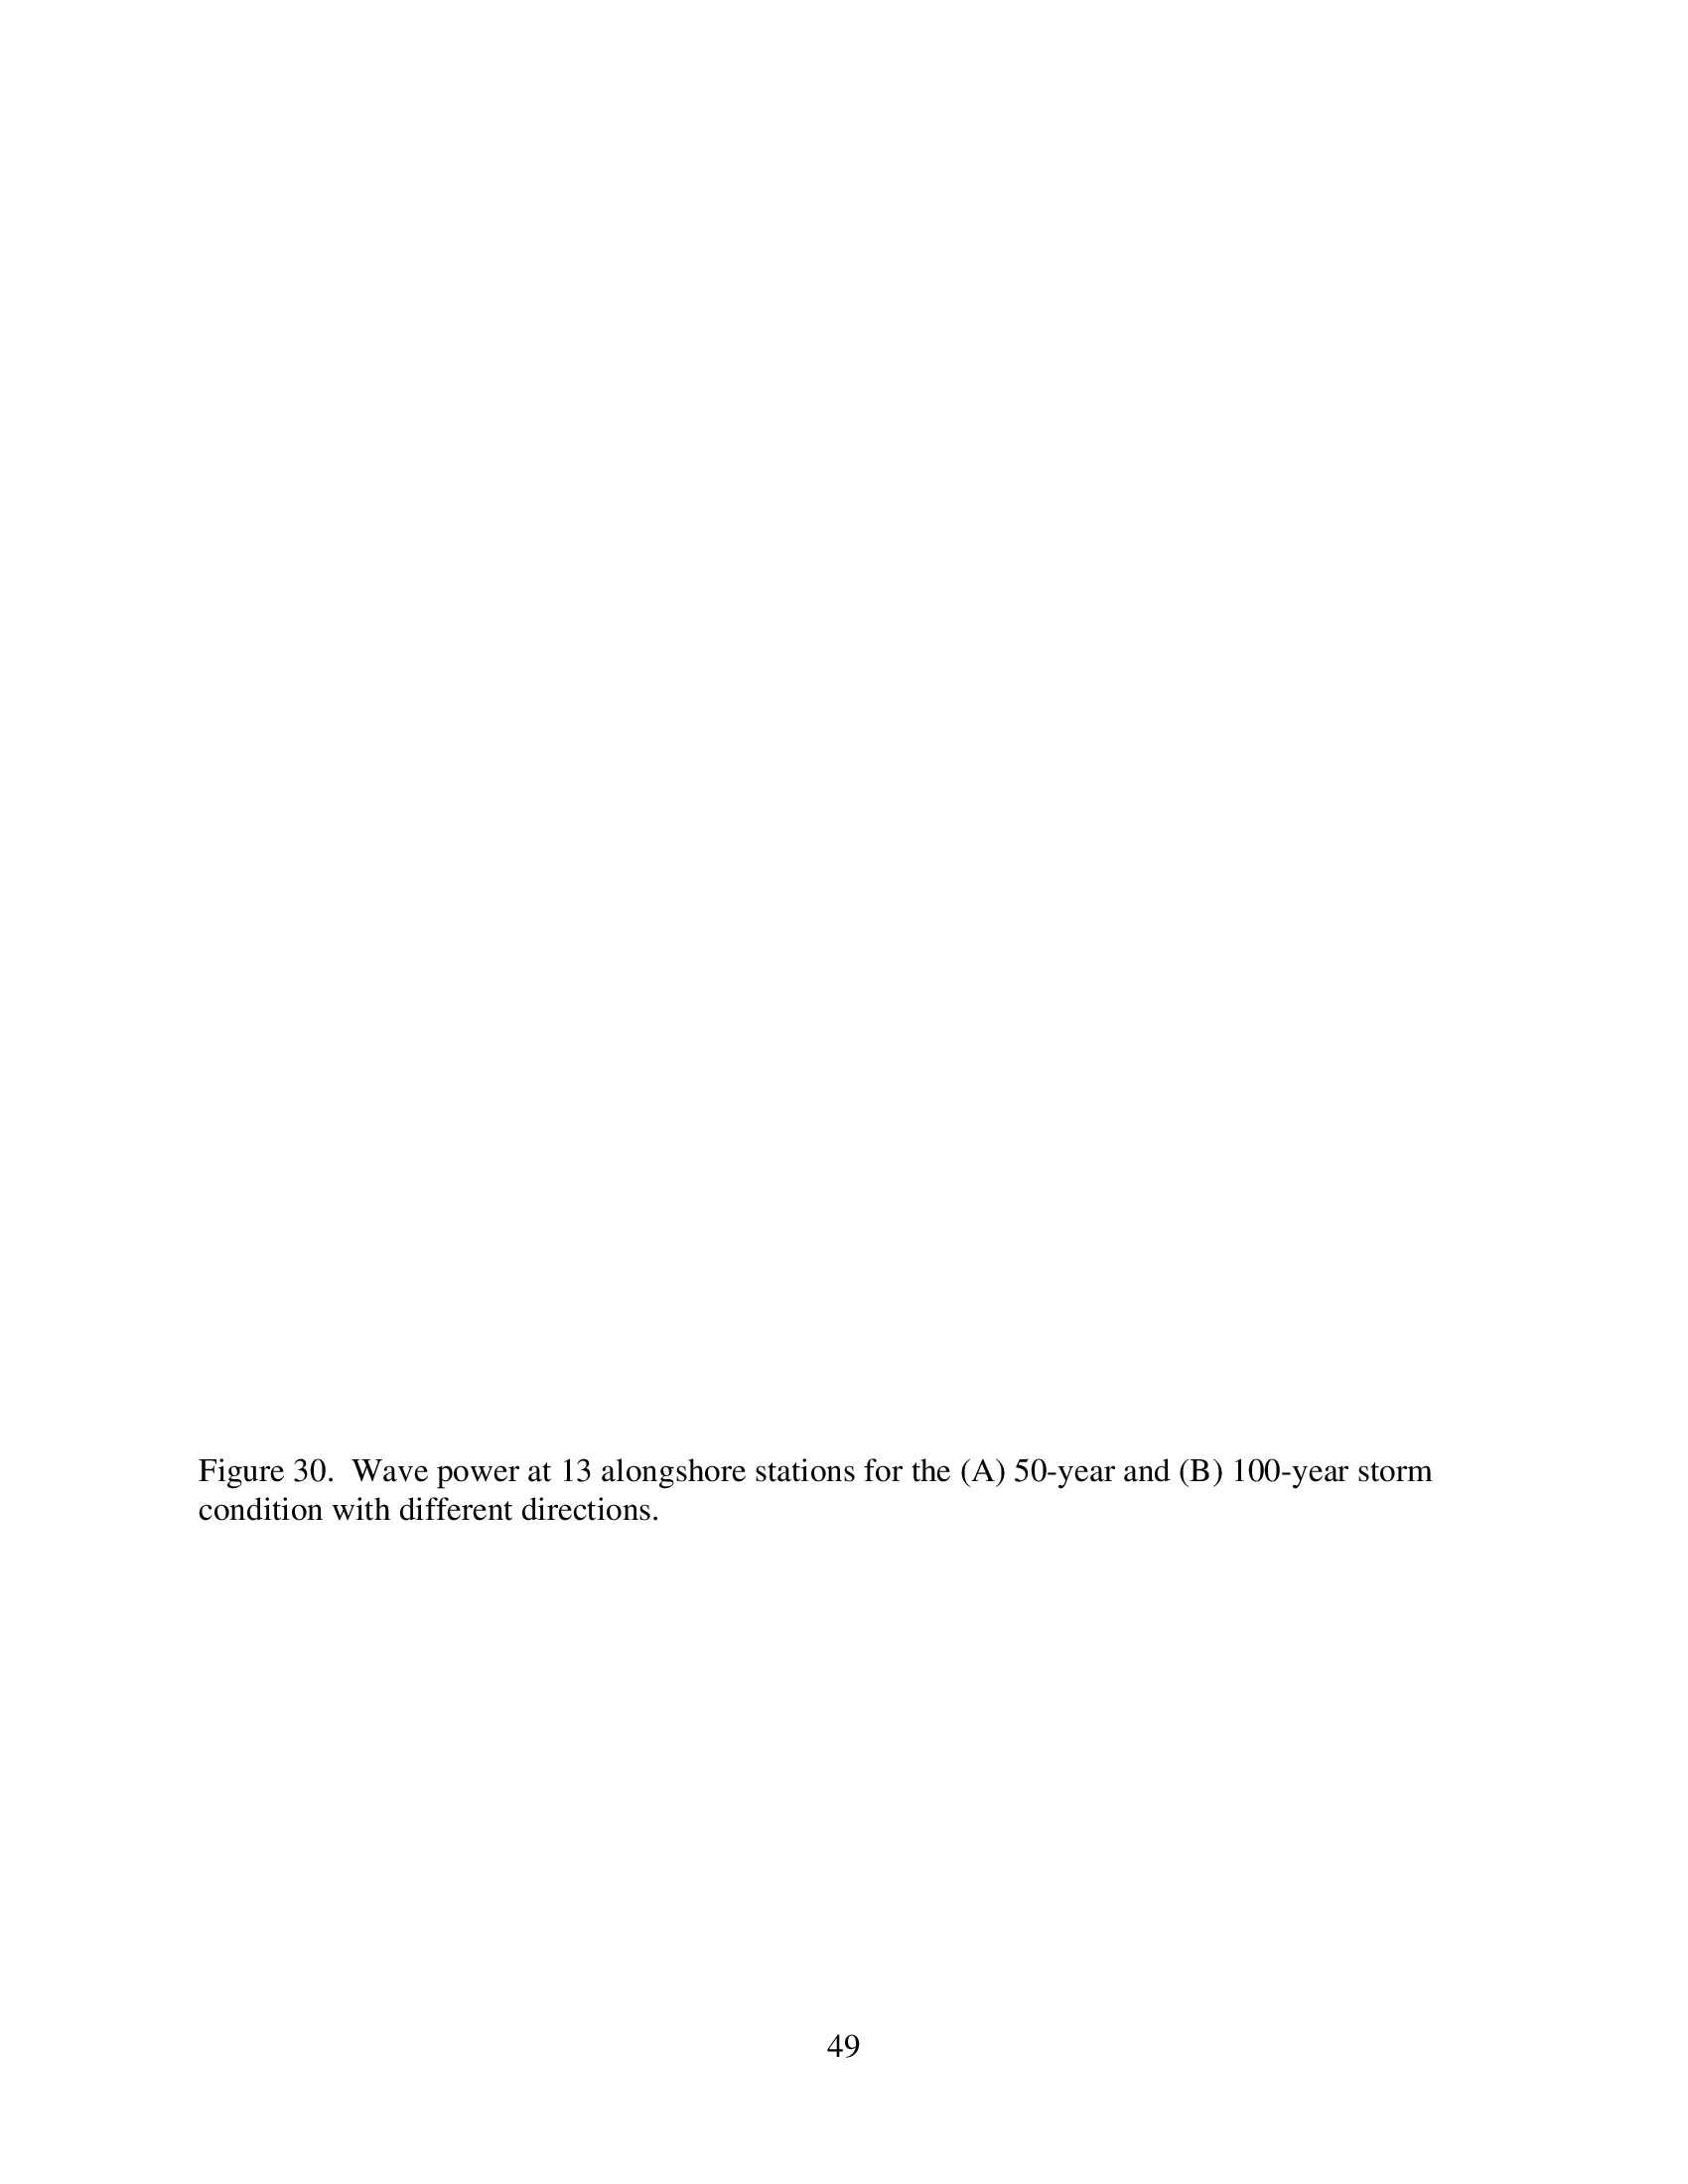 Figure 30.  Wave power at 13 alongshore stations for the (A) 50-year and (B) 100-year storm
condition with different directions.
49